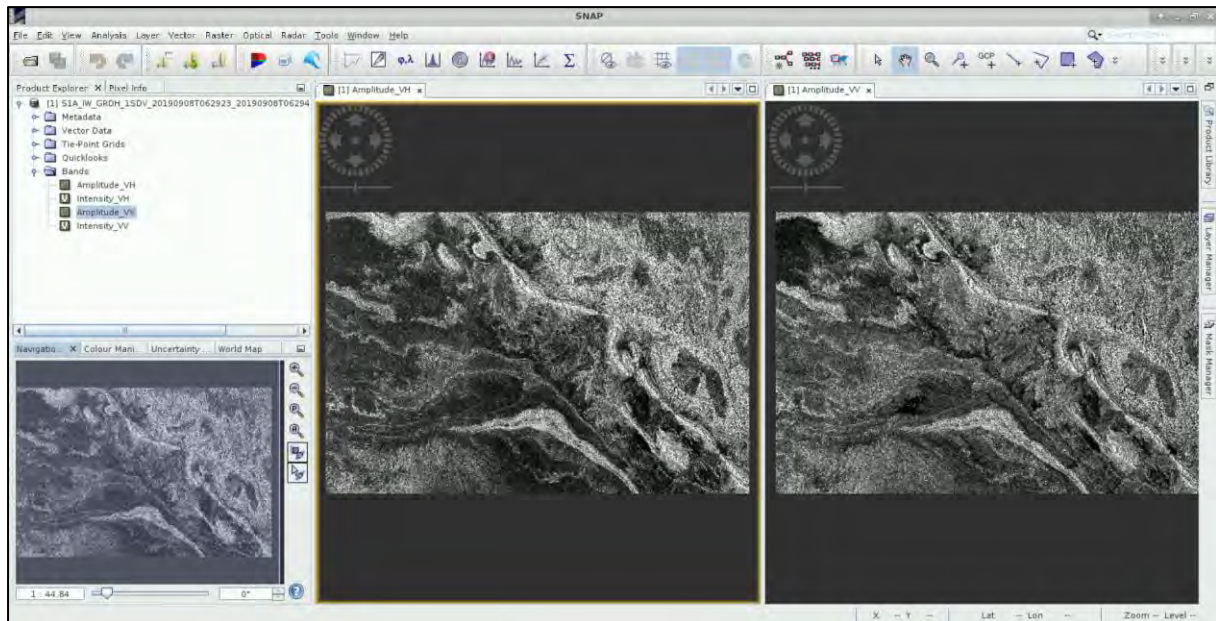 SNAP
File Edit View Analysis Layer Vector Raster Optical Radar Tools Window Help
φ,λ Σ GCP
Product Explorer X Pixel Info
[1] Amplitude_VH x
[1] Amplitude_VV x
[1] S1A_IW_GRDH_1SDV_20190908T062923_20190908T06294
Metadata
Vector Data
Tie-Point Grids
Quicklooks
Bands
Amplitude_VH
Intensity_VH
Amplitude_VV
Intensity_VV
Product Library
Layer Manager
Mask Manager
Navigatio... X Colour Mani... Uncertainty ... World Map
1 : 44.84
0°
X -- Y -- Lat -- Lon -- Zoom -- Level --